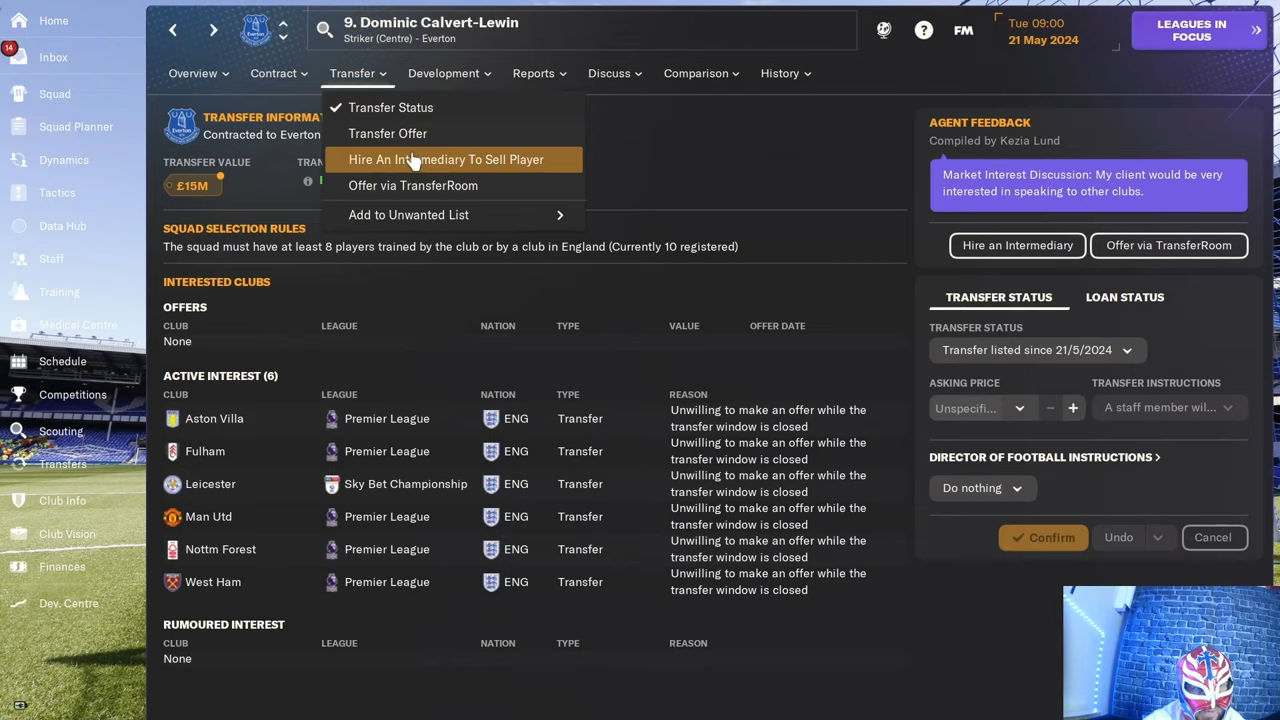 Home
14
Inbox
Squad
Squad Planner
Dynamics
Tactics
Data Hub
Staff
Training
Medical Centre
Schedule
Competitions
Scouting
Transfers
Club Info
Club Vision
Finances
Dev. Centre
9. Dominic Calvert-Lewin
Striker (Centre) - Everton
?
FM
Tue 09:00
21 May 2024
LEAGUES IN
FOCUS
Overview Contract Transfer Development Reports Discuss Comparison History
Transfer Status
Transfer Offer
Hire An Intermediary To Sell Player
Offer via TransferRoom
Add to Unwanted List
TRANSFER INFORMAT
Contracted to Everton
TRANSFER VALUE TRAN
£15M
SQUAD SELECTION RULES
The squad must have at least 8 players trained by the club or by a club in England (Currently 10 registered)
INTERESTED CLUBS
OFFERS
CLUB LEAGUE NATION TYPE VALUE OFFER DATE
None
ACTIVE INTEREST (6)
CLUB LEAGUE NATION TYPE REASON
Aston Villa Premier League ENG Transfer Unwilling to make an offer while the
transfer window is closed
Fulham Premier League ENG Transfer Unwilling to make an offer while the
transfer window is closed
Leicester Sky Bet Championship ENG Transfer Unwilling to make an offer while the
transfer window is closed
Man Utd Premier League ENG Transfer Unwilling to make an offer while the
transfer window is closed
Nottm Forest Premier League ENG Transfer Unwilling to make an offer while the
transfer window is closed
West Ham Premier League ENG Transfer Unwilling to make an offer while the
transfer window is closed
RUMOURED INTEREST
CLUB LEAGUE NATION TYPE REASON
None
AGENT FEEDBACK
Compiled by Kezia Lund
Market Interest Discussion: My client would be very
interested in speaking to other clubs.
Hire an Intermediary Offer via TransferRoom
TRANSFER STATUS LOAN STATUS
TRANSFER STATUS
Transfer listed since 21/5/2024
ASKING PRICE TRANSFER INSTRUCTIONS
Unspecifi... A staff member wil...
DIRECTOR OF FOOTBALL INSTRUCTIONS >
Do nothing
Confirm Undo Cancel